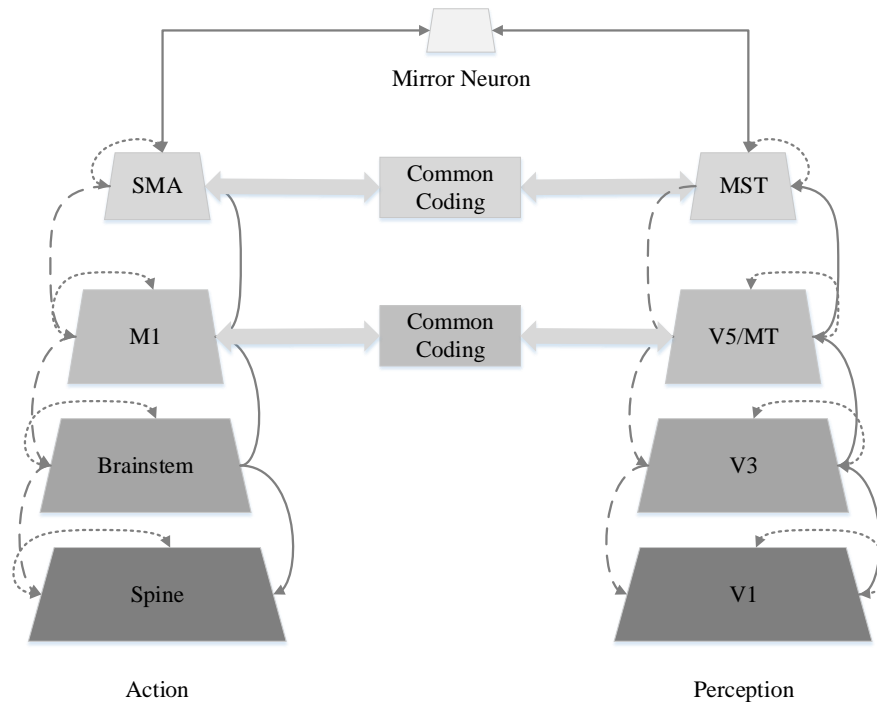 Mirror Neuron
SMA
Common
Coding
MST
M1
Common
Coding
V5/MT
Brainstem
V3
Spine
V1
Action
Perception